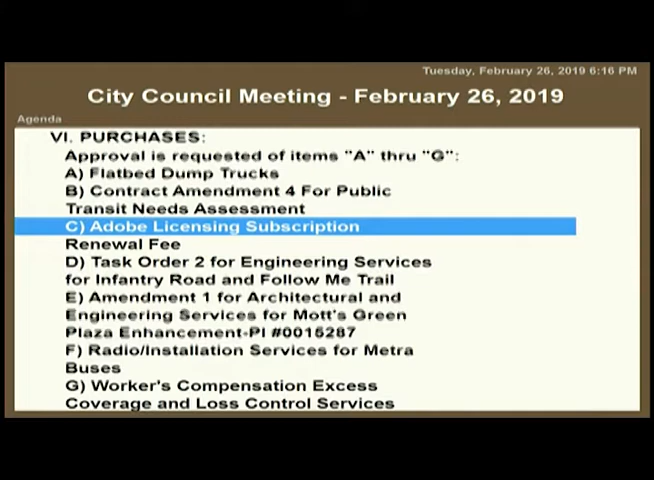 Tuesday, February 26, 2019 6:16 PM
City Council Meeting - February 26, 2019
Agenda
VI. PURCHASES:
Approval is requested of items "A" thru "G":
A) Flatbed Dump Trucks
B) Contract Amendment 4 For Public
Transit Needs Assessment
C) Adobe Licensing Subscription
Renewal Fee
D) Task Order 2 for Engineering Services
for Infantry Road and Follow Me Trail
E) Amendment 1 for Architectural and
Engineering Services for Mott's Green
Plaza Enhancement-PI #0015287
F) Radio/Installation Services for Metra
Buses
G) Worker's Compensation Excess
Coverage and Loss Control Services